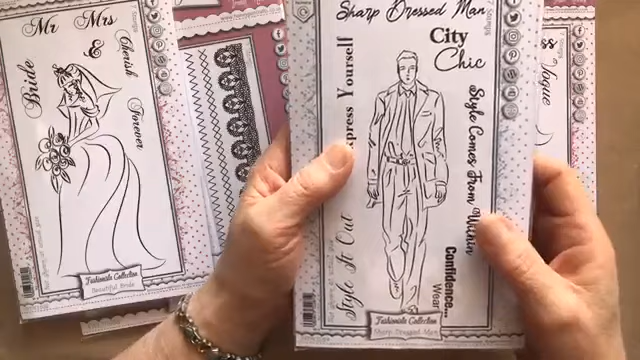 Mr Mrs
&
Cherish
Bride
Forever
Fashionista Collection
Beautiful Bride
Sharp Dressed Man
City
Chic
Express Yourself
Style Comes From Within
Style It Out
Confidence...
Wear
Fashionista Collection
Sharp Dressed Man
Vogue